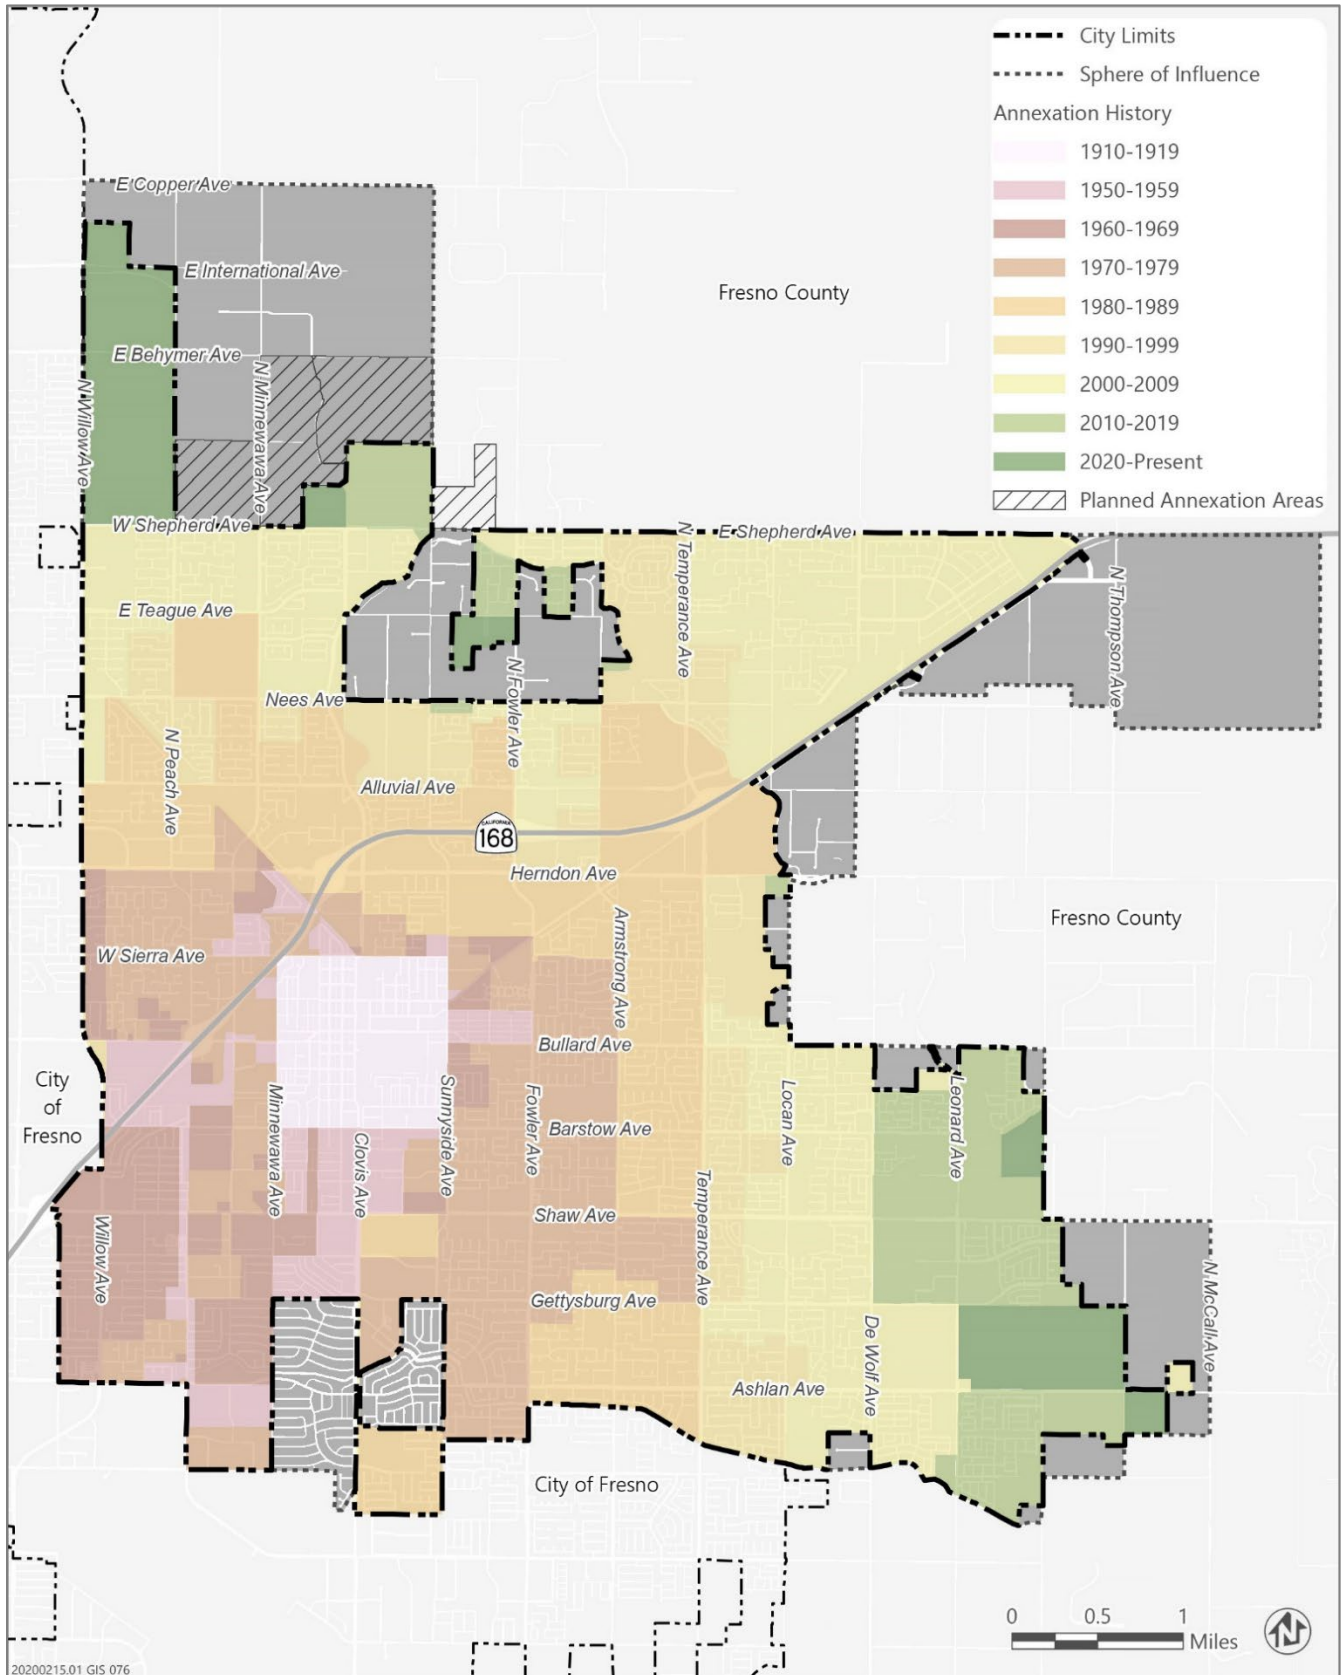 City Limits
Sphere of Influence
Annexation History
1910-1919
1950-1959
1960-1969
1970-1979
1980-1989
1990-1999
2000-2009
2010-2019
2020-Present
Planned Annexation Areas
E Copper Ave
E International Ave
Fresno County
E Behymer Ave
N Willow Ave
N Minnewawa Ave
W Shepherd Ave
E Shepherd Ave
N Temperance Ave
N Thompson Ave
E Teague Ave
Nees Ave
N Fowler Ave
N Peach Ave
Alluvial Ave
CALIFORNIA
168
Herndon Ave
Armstrong Ave
Fresno County
W Sierra Ave
Bullard Ave
City
of
Fresno
Minnewawa Ave
Sunnyside Ave
Fowler Ave
Locan Ave
Leonard Ave
Barstow Ave
Clovis Ave
Willow Ave
Shaw Ave
Temperance Ave
Gettysburg Ave
N. McCall Ave
De Wolf Ave
Ashlan Ave
City of Fresno
0 0.5 1
Miles
N
20200215.01 GIS 076